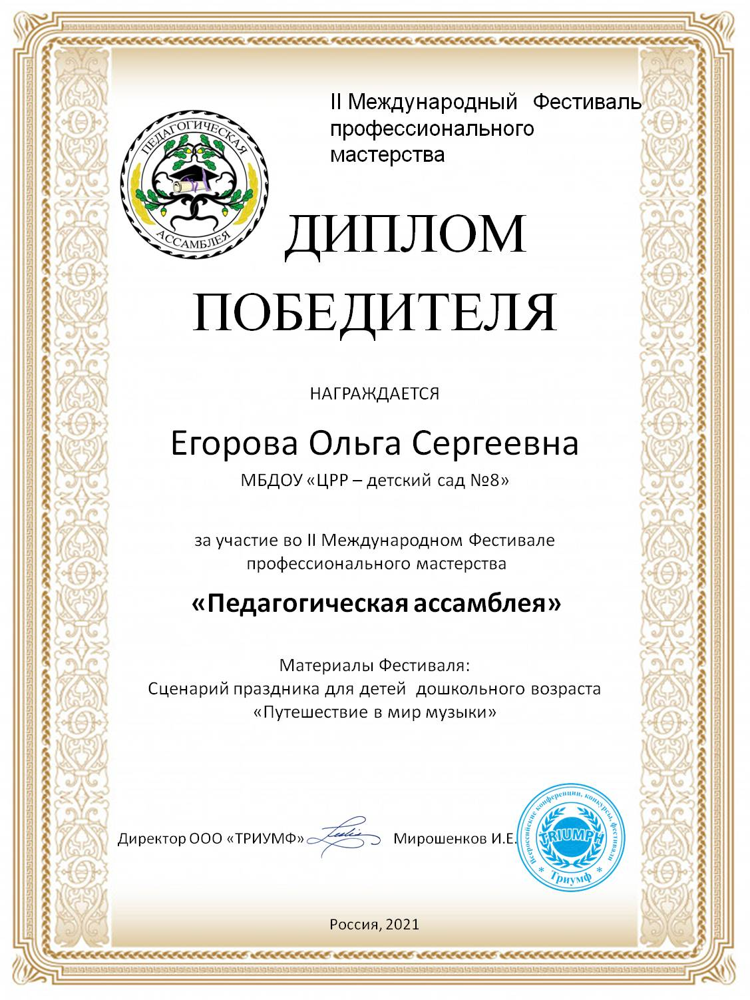 II Международный Фестиваль
профессионального
мастерства
ПЕДАГОГИЧЕСКАЯ
АССАМБЛЕЯ
ДИПЛОМ
ПОБЕДИТЕЛЯ
НАГРАЖДАЕТСЯ
Егорова Ольга Сергеевна
МБДОУ «ЦРР – детский сад №8»
за участие во II Международном Фестивале
профессионального мастерства
«Педагогическая ассамблея»
Материалы Фестиваля:
Сценарий праздника для детей дошкольного возраста
«Путешествие в мир музыки»
Директор ООО «ТРИУМФ» Мирошенков И.Е.
Всероссийские конференции, конкурсы, фестивали
TRIUMPH
* Триумф *
Россия, 2021